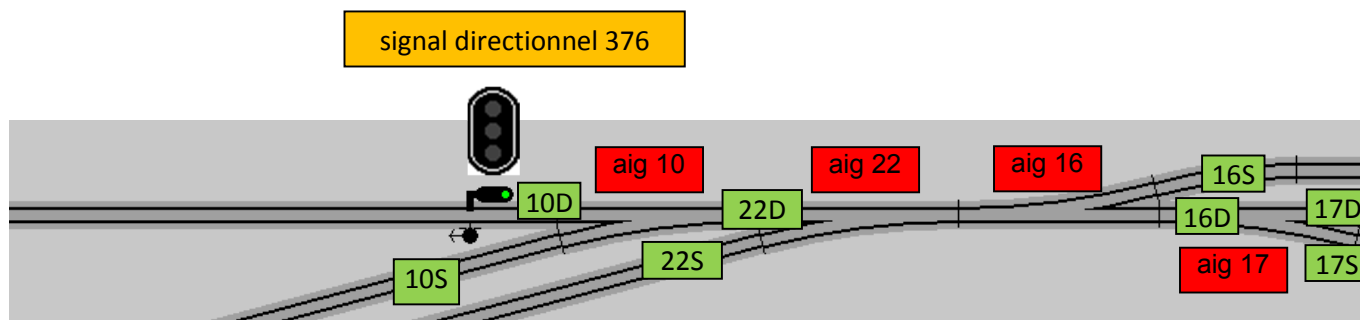 signal directionnel 376
aig 10
aig 22
aig 16
16S
10D
22D
16D
17D
10S
22S
aig 17
17S